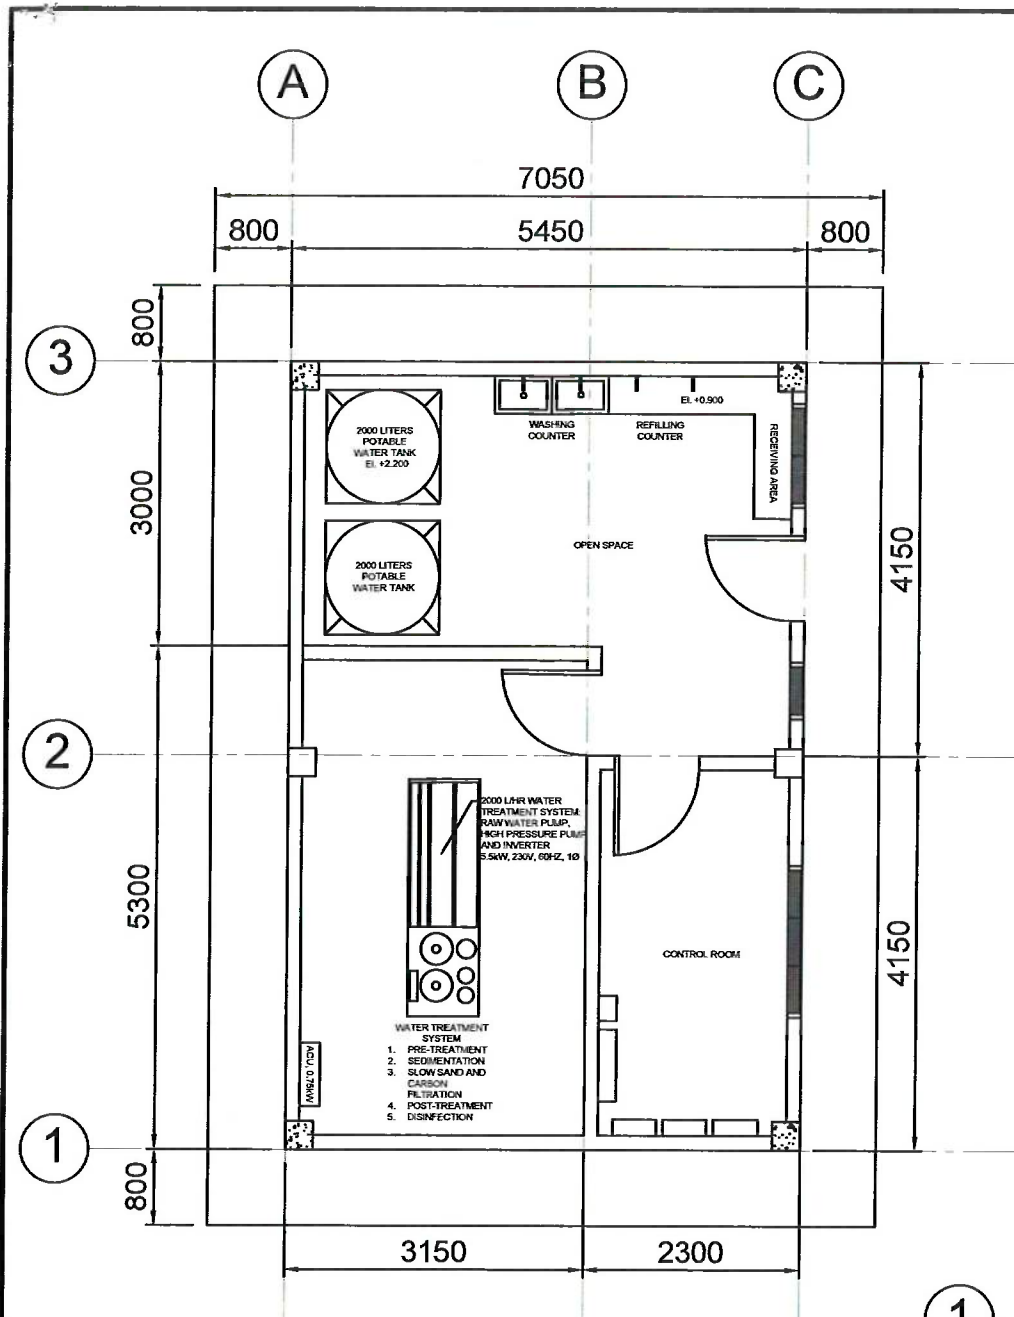 A
B
C
7050
800
5450
800
800
3
3000
2000 LITERS
POTABLE
WATER TANK
El. +2.200
WASHING
COUNTER
REFILLING
COUNTER
El. +0.900
RECEIVING AREA
OPEN SPACE
2000 LITERS
POTABLE
WATER TANK
4150
2
2000 L/HR WATER
TREATMENT SYSTEM:
RAW WATER PUMP,
HIGH PRESSURE PUMP
AND INVERTER
5.5kW, 230V, 60HZ, 1Ø
5300
CONTROL ROOM
4150
WATER TREATMENT
SYSTEM
1. PRE-TREATMENT
2. SEDIMENTATION
3. SLOW SAND AND
CARBON
FILTRATION
4. POST-TREATMENT
5. DISINFECTION
ACU, 0.75kW
1
800
3150
2300
1